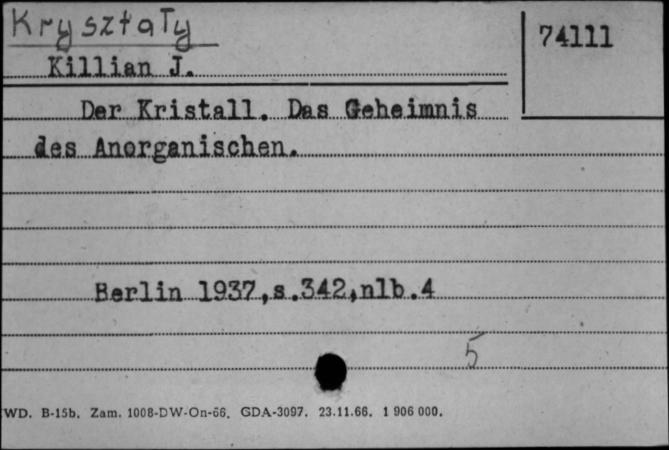 Kryształy
74111
Killian J.
Der Kristall. Das Geheimnis
des Anorganischen.
Berlin 1937,s.342,nlb.4
5
WD. B-15b. Zam. 1008-DW-On-66. GDA-3097. 23.11.66. 1 906 000.